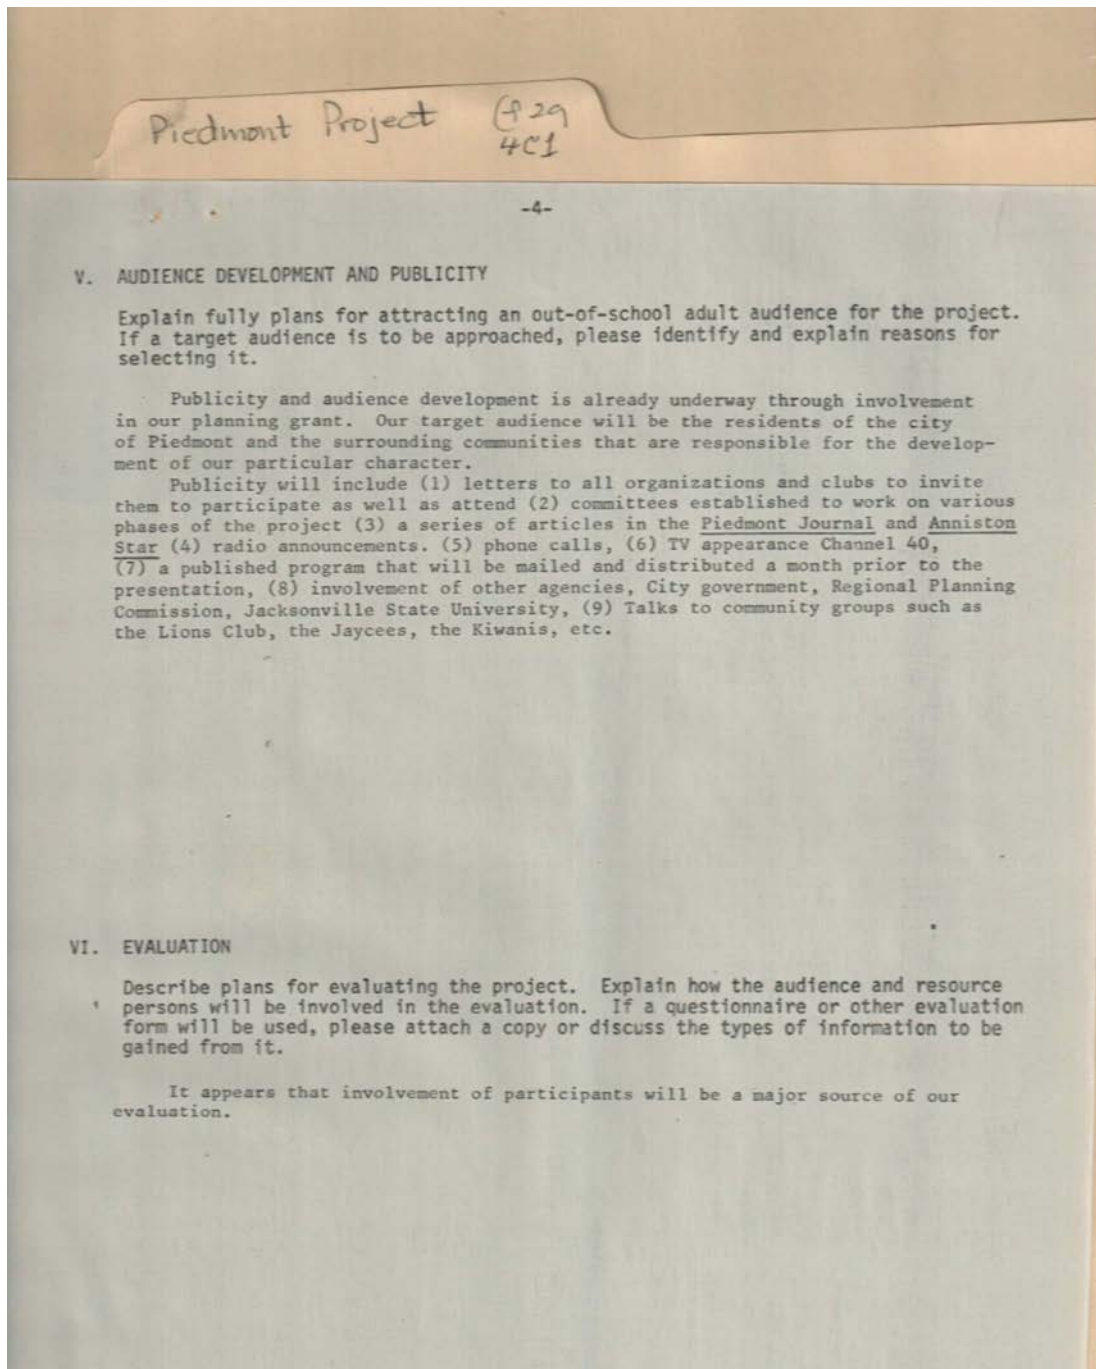 Piedmont Project
4C1
-4-
V. AUDIENCE DEVELOPMENT AND PUBLICITY
Explain fully plans for attracting an out-of-school adult audience for the project.
If a target audience is to be approached, please identify and explain reasons for
selecting it.
Publicity and audience development is already underway through involvement
in our planning grant. Our target audience will be the residents of the city
of Piedmont and the surrounding communities that are responsible for the develop-
ment of our particular character.
Publicity will include (1) letters to all organizations and clubs to invite
them to participate as well as attend (2) committees established to work on various
phases of the project (3) a series of articles in the Piedmont Journal and Anniston
Star (4) radio announcements. (5) phone calls, (6) TV appearance Channel 40,
(7) a published program that will be mailed and distributed a month prior to the
presentation, (8) involvement of other agencies, City government, Regional Planning
Commission, Jacksonville State University, (9) Talks to community groups such as
the Lions Club, the Jaycees, the Kiwanis, etc.
VI. EVALUATION
Describe plans for evaluating the project. Explain how the audience and resource
persons will be involved in the evaluation. If a questionnaire or other evaluation
form will be used, please attach a copy or discuss the types of information to be
gained from it.
It appears that involvement of participants will be a major source of our
evaluation.